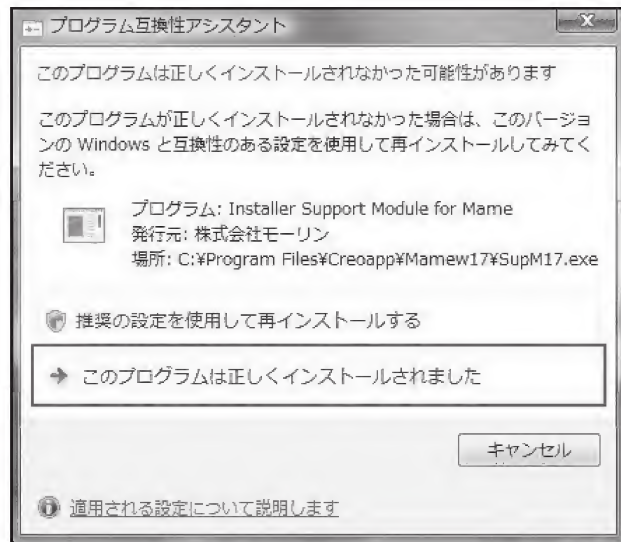 プログラム互換性アシスタント
このプログラムは正しくインストールされなかった可能性があります
このプログラムが正しくインストールされなかった場合は、このバージョ
ンの Windows と互換性のある設定を使用して再インストールしてみてく
ださい。
プログラム: Installer Support Module for Mame
発行元: 株式会社モーリン
場所: C:¥Program Files¥Creoapp¥Mamew17¥SupM17.exe
推奨の設定を使用して再インストールする
このプログラムは正しくインストールされました
キャンセル
適用される設定について説明します